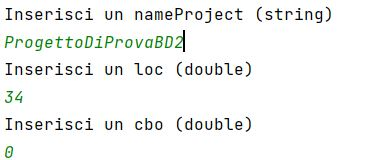 Inserisci un nameProject (string)
ProgettoDiProvaBD2
Inserisci un loc (double)
34
Inserisci un cbo (double)
0